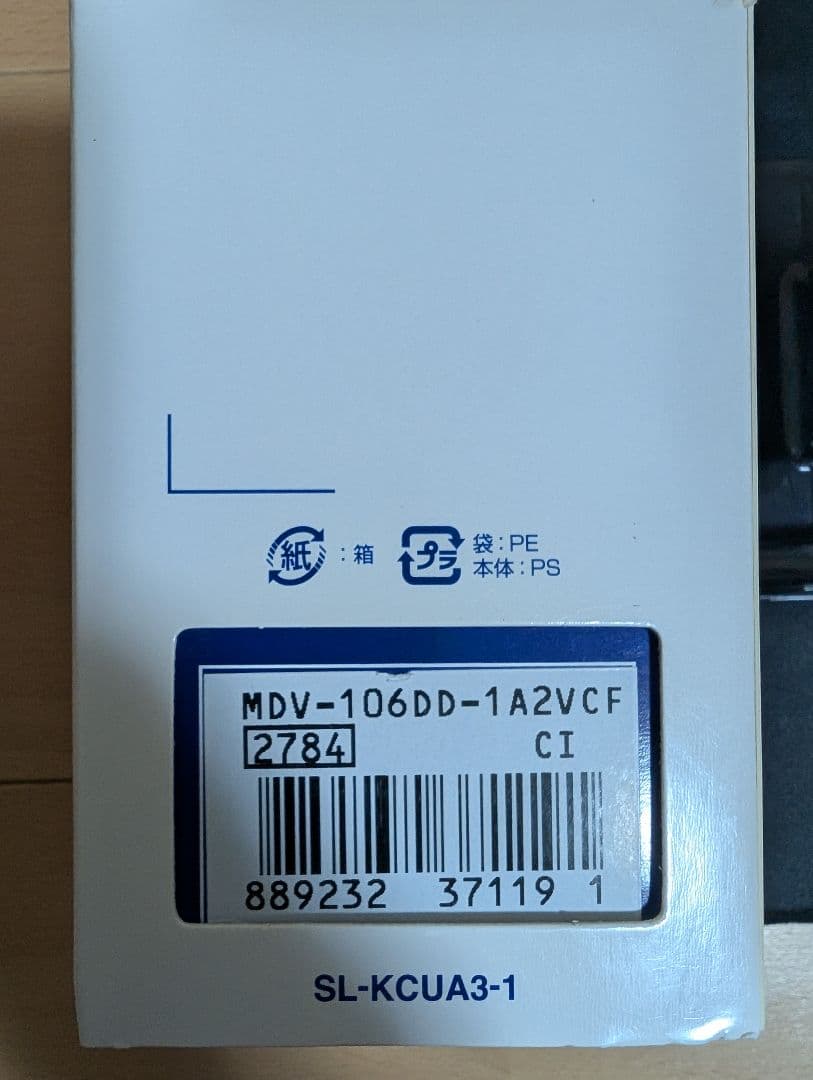 紙 : 箱
プラ 袋 : PE
本体 : PS
MDV-106DD-1A2VCF
2784 CI
889232 37119 1
SL-KCUA3-1